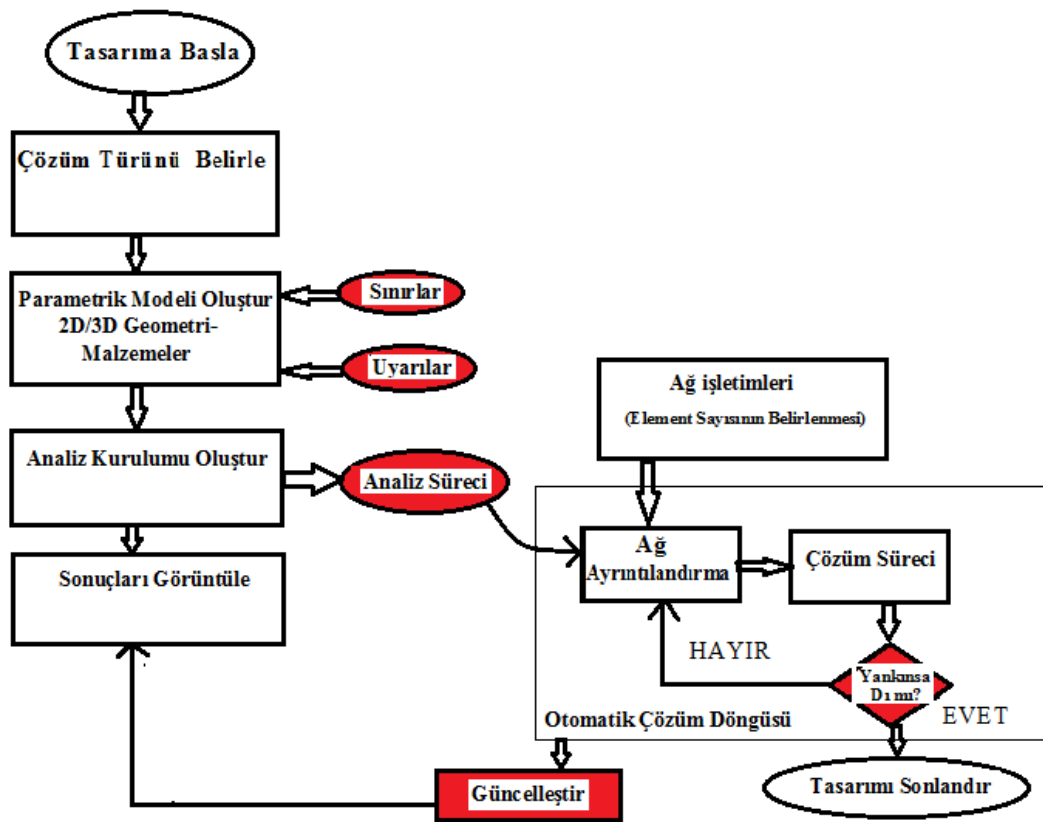 Tasarıma Başla
Çözüm Türünü Belirle
Parametrik Modeli Oluştur
2D/3D Geometri-
Malzemeler
Sınırlar
Uyarılar
Analiz Kurulumu Oluştur
Analiz Süreci
Sonuçları Görüntüle
Ağ işletimleri
(Element Sayısının Belirlenmesi)
Ağ
Ayrıntılandırma
Çözüm Süreci
HAYIR
Yankınsa
Dı mı?
EVET
Otomatik Çözüm Döngüsü
Güncelleştir
Tasarımı Sonlandır